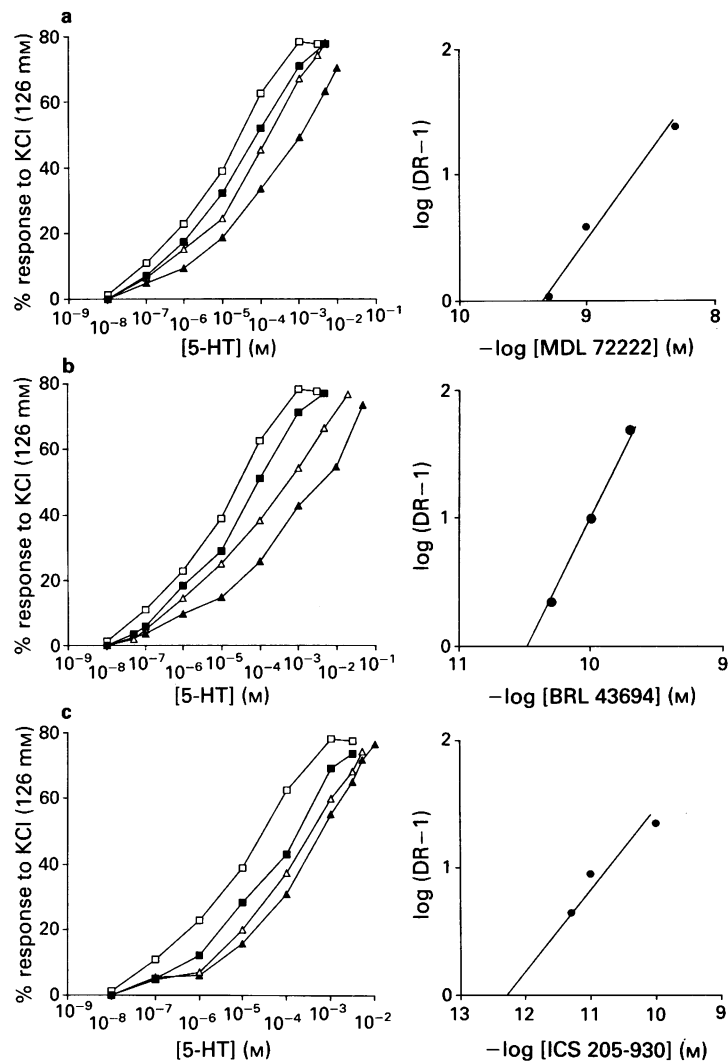 a
80
60
40
20
0
% response to KCl (126 mM)
10⁻⁹ 10⁻⁸ 10⁻⁷ 10⁻⁶ 10⁻⁵ 10⁻⁴ 10⁻³ 10⁻² 10⁻¹
[5-HT] (M)
2
1
0
log (DR−1)
10 9 8
−log [MDL 72222] (M)
b
80
60
40
20
0
% response to KCl (126 mM)
10⁻⁹ 10⁻⁸ 10⁻⁷ 10⁻⁶ 10⁻⁵ 10⁻⁴ 10⁻³ 10⁻² 10⁻¹
[5-HT] (M)
2
1
0
log (DR−1)
11 10 9
−log [BRL 43694] (M)
c
80
60
40
20
0
% response to KCl (126 mM)
10⁻⁹ 10⁻⁸ 10⁻⁷ 10⁻⁶ 10⁻⁵ 10⁻⁴ 10⁻³ 10⁻²
[5-HT] (M)
2
1
0
log (DR−1)
13 12 11 10 9
−log [ICS 205-930] (M)